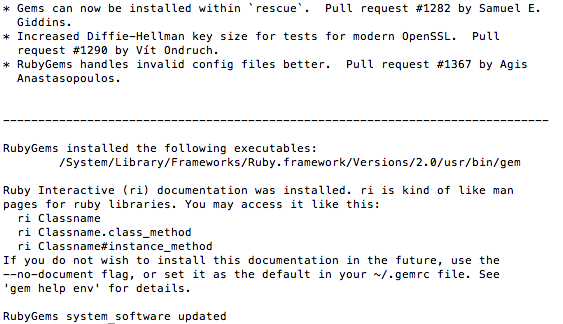 * Gems can now be installed within `rescue`.  Pull request #1282 by Samuel E.
  Giddins.
* Increased Diffie-Hellman key size for tests for modern OpenSSL.  Pull
  request #1290 by Vít Ondruch.
* RubyGems handles invalid config files better.  Pull request #1367 by Agis
  Anastasopoulos.
------------------------------------------------------------------------------
RubyGems installed the following executables:
        /System/Library/Frameworks/Ruby.framework/Versions/2.0/usr/bin/gem
Ruby Interactive (ri) documentation was installed. ri is kind of like man
pages for ruby libraries. You may access it like this:
  ri Classname
  ri Classname.class_method
  ri Classname#instance_method
If you do not wish to install this documentation in the future, use the
--no-document flag, or set it as the default in your ~/.gemrc file. See
'gem help env' for details.
RubyGems system_software updated